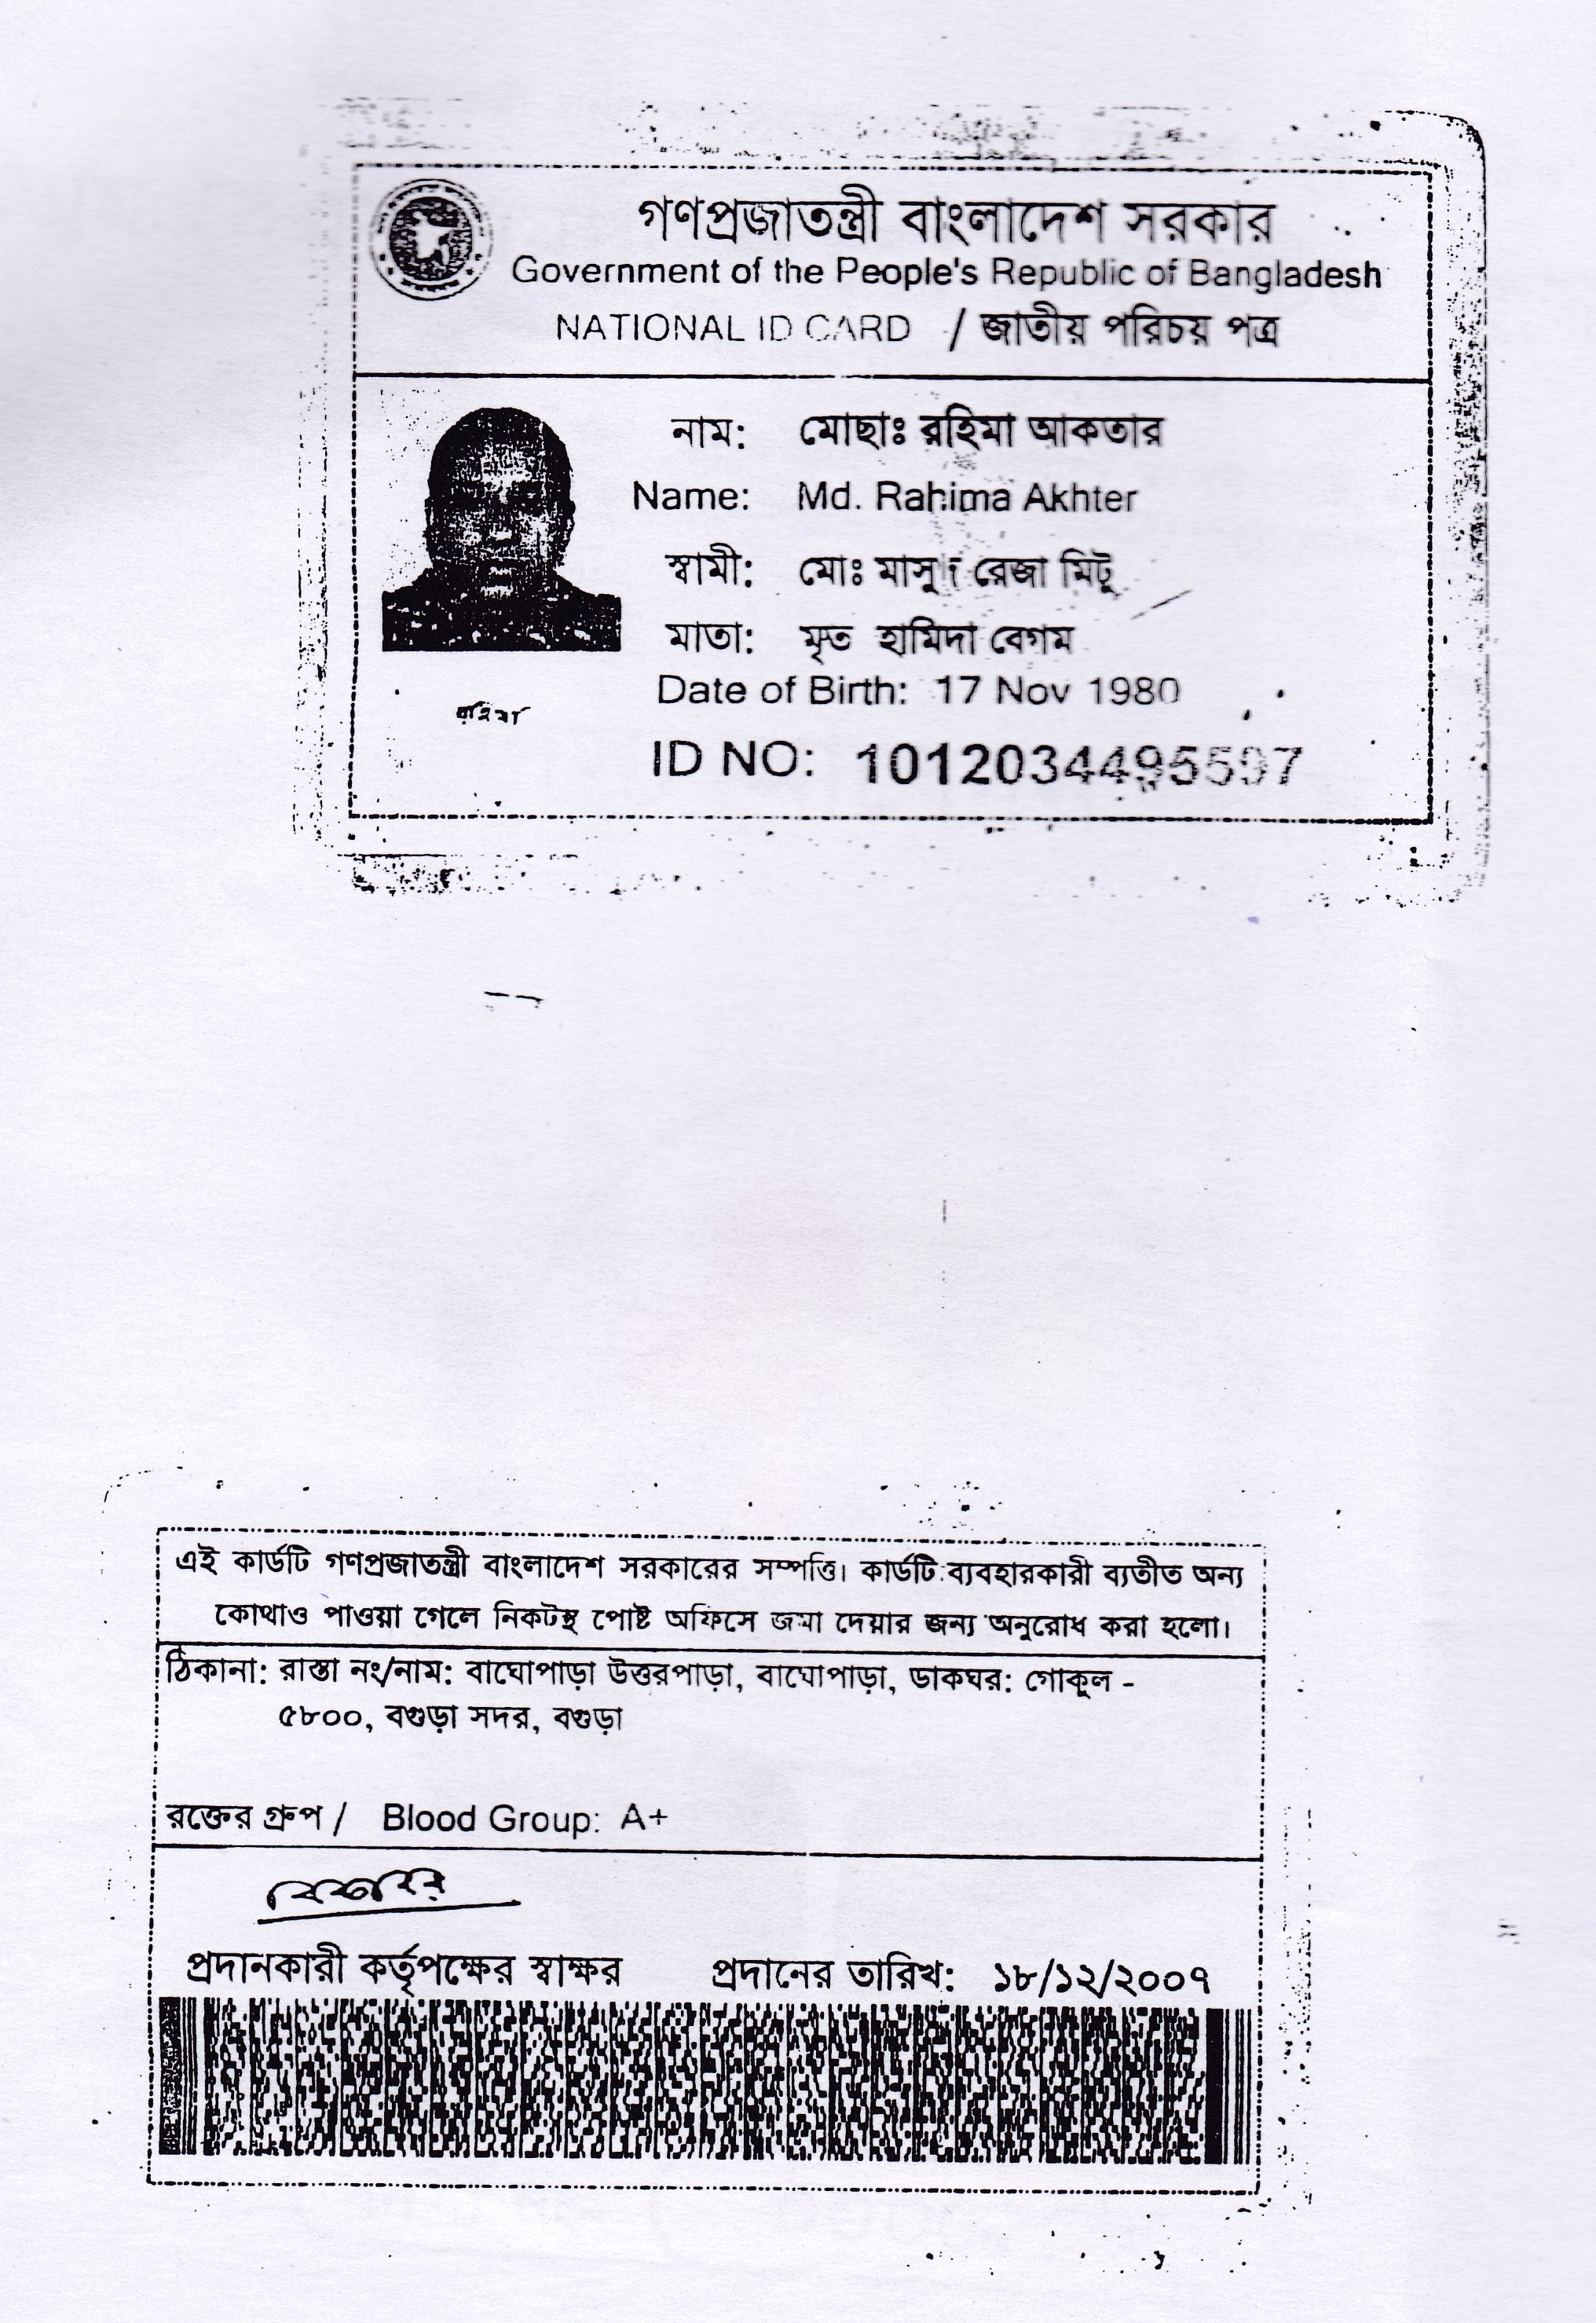 গণপ্রজাতন্ত্রী বাংলাদেশ সরকার
Government of the People's Republic of Bangladesh
NATIONAL ID CARD / জাতীয় পরিচয় পত্র
নাম: মোছাঃ রহিমা আকতার
Name: Md. Rahima Akhter
স্বামী: মোঃ মাসুদ রেজা মিটু
মাতা: মৃত হামিদা বেগম
Date of Birth: 17 Nov 1980
রহিমা
ID NO:
এই কার্ডটি গণপ্রজাতন্ত্রী বাংলাদেশ সরকারের সম্পত্তি। কার্ডটি ব্যবহারকারী ব্যতীত অন্য
কোথাও পাওয়া গেলে নিকটস্থ পোষ্ট অফিসে জমা দেয়ার জন্য অনুরোধ করা হলো।
ঠিকানা: রাস্তা নং/নাম: বাঘোপাড়া উত্তরপাড়া, বাঘোপাড়া, ডাকঘর: গোকুল -
৫৮০০, বগুড়া সদর, বগুড়া
রক্তের গ্রুপ / Blood Group: A+
প্রদানকারী কর্তৃপক্ষের স্বাক্ষর প্রদানের তারিখ: ১৮/১২/২০০৭